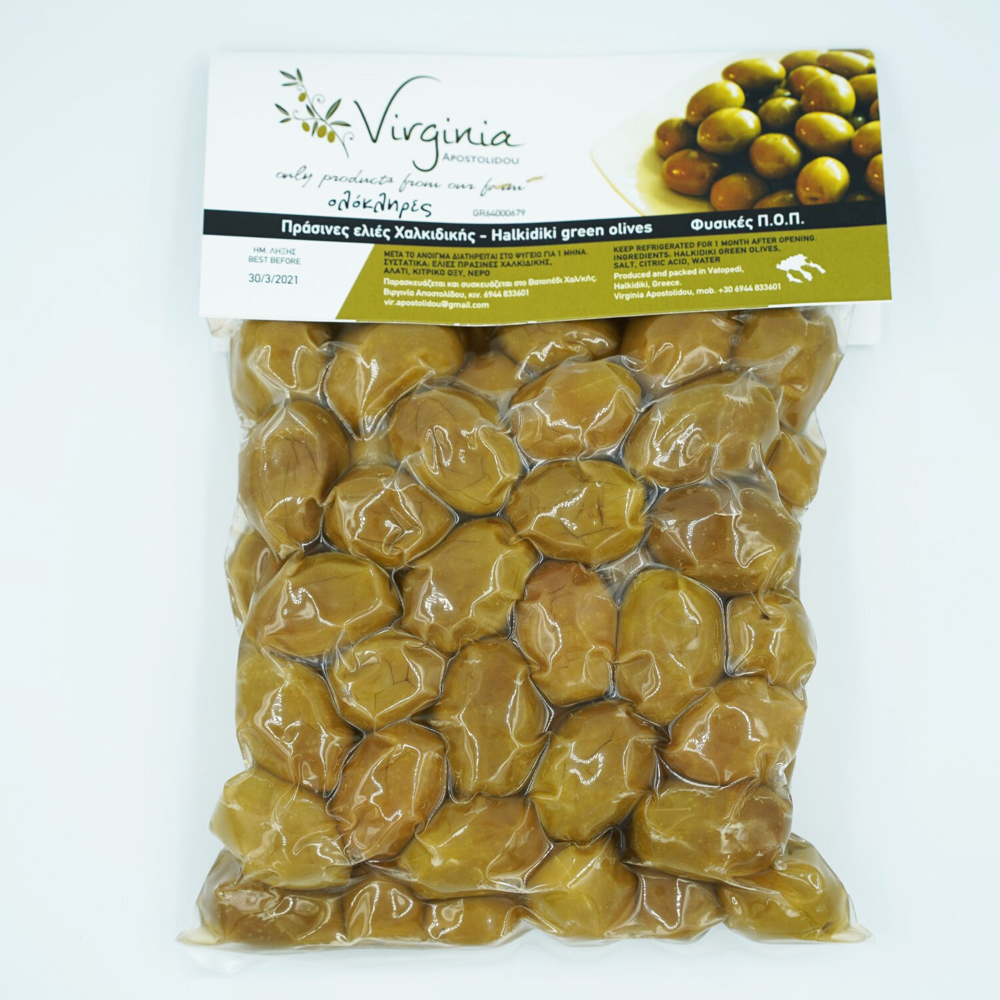 Virginia
APOSTOLIDOU
only products from our farm
ολόκληρες
GR64000679
Πράσινες ελιές Χαλκιδικής - Halkidiki green olives Φυσικές Π.Ο.Π.
ΗΜ. ΛΗΞΗΣ
BEST BEFORE
30/3/2021
ΜΕΤΑ ΤΟ ΑΝΟΙΓΜΑ ΔΙΑΤΗΡΕΙΤΑΙ ΣΤΟ ΨΥΓΕΙΟ ΓΙΑ 1 ΜΗΝΑ.
ΣΥΣΤΑΤΙΚΑ: ΕΛΙΕΣ ΠΡΑΣΙΝΕΣ ΧΑΛΚΙΔΙΚΗΣ,
ΑΛΑΤΙ, ΚΙΤΡΙΚΟ ΟΞΥ, ΝΕΡΟ
Παρασκευάζεται και συσκευάζεται στο Βατοπέδι Χαλ/κής.
Βιργινία Αποστολίδου, κιν. 6944 833601
vir.apostolidou@gmail.com
KEEP REFRIGERATED FOR 1 MONTH AFTER OPENING.
INGREDIENTS: HALKIDIKI GREEN OLIVES,
SALT, CITRIC ACID, WATER
Produced and packed in Vatopedi,
Halkidiki, Greece.
Virginia Apostolidou, mob. +30 6944 833601